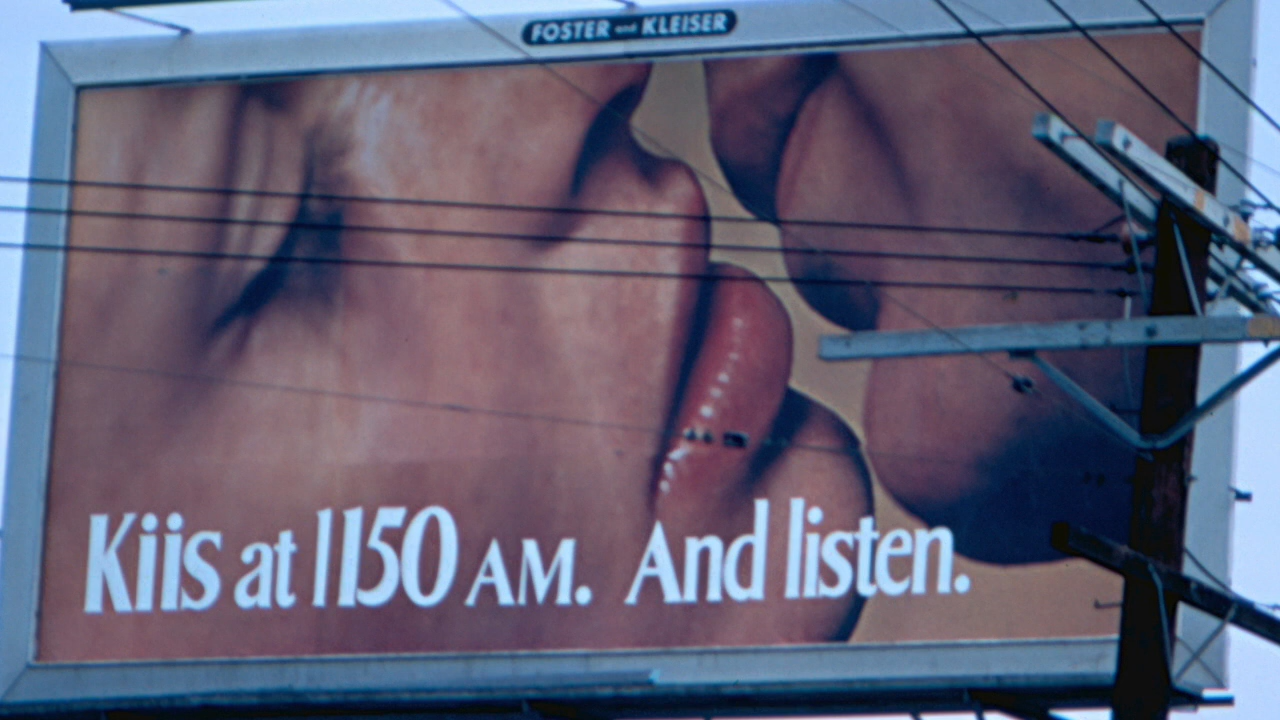 FOSTER and KLEISER
Kiis at 1150 AM. And listen.